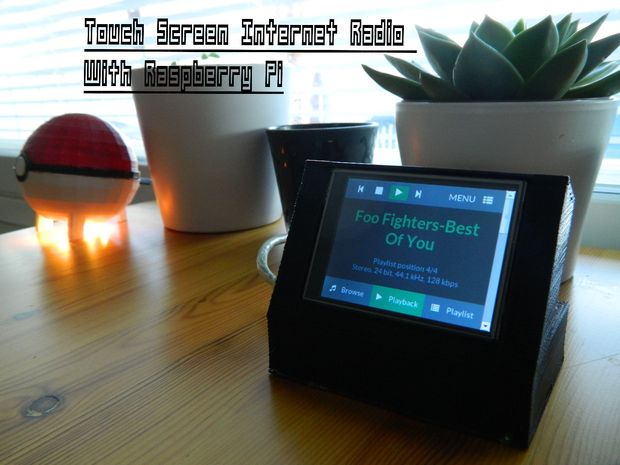 Touch Screen Internet Radio
With Raspberry Pi
MENU
Foo Fighters-Best
Of You
Playlist position 4/4
Stereo, 24 bit, 44.1 kHz, 128 kbps
Browse
Playback
Playlist